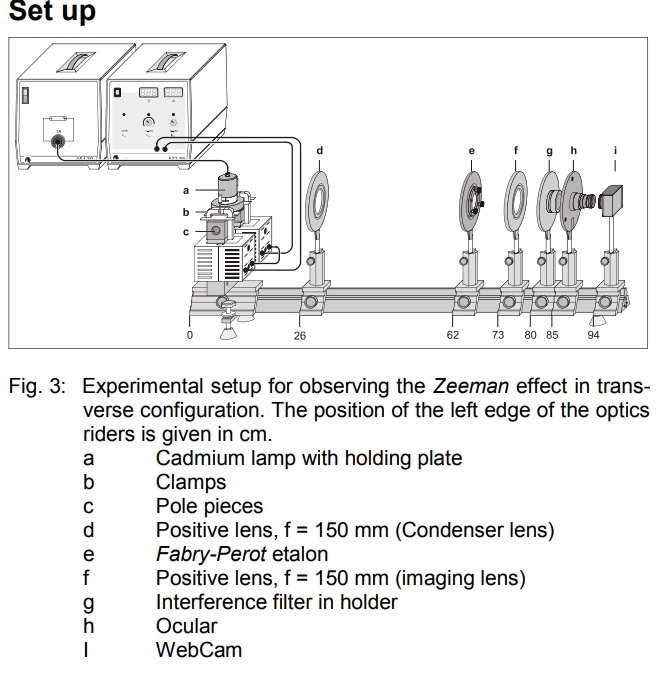 Set up
a
b
c
d
e
f
g
h
i
0
26
62
73
80
85
94
Fig. 3: Experimental setup for observing the Zeeman effect in trans-
verse configuration. The position of the left edge of the optics
riders is given in cm.
a Cadmium lamp with holding plate
b Clamps
c Pole pieces
d Positive lens, f = 150 mm (Condenser lens)
e Fabry-Perot etalon
f Positive lens, f = 150 mm (imaging lens)
g Interference filter in holder
h Ocular
I WebCam